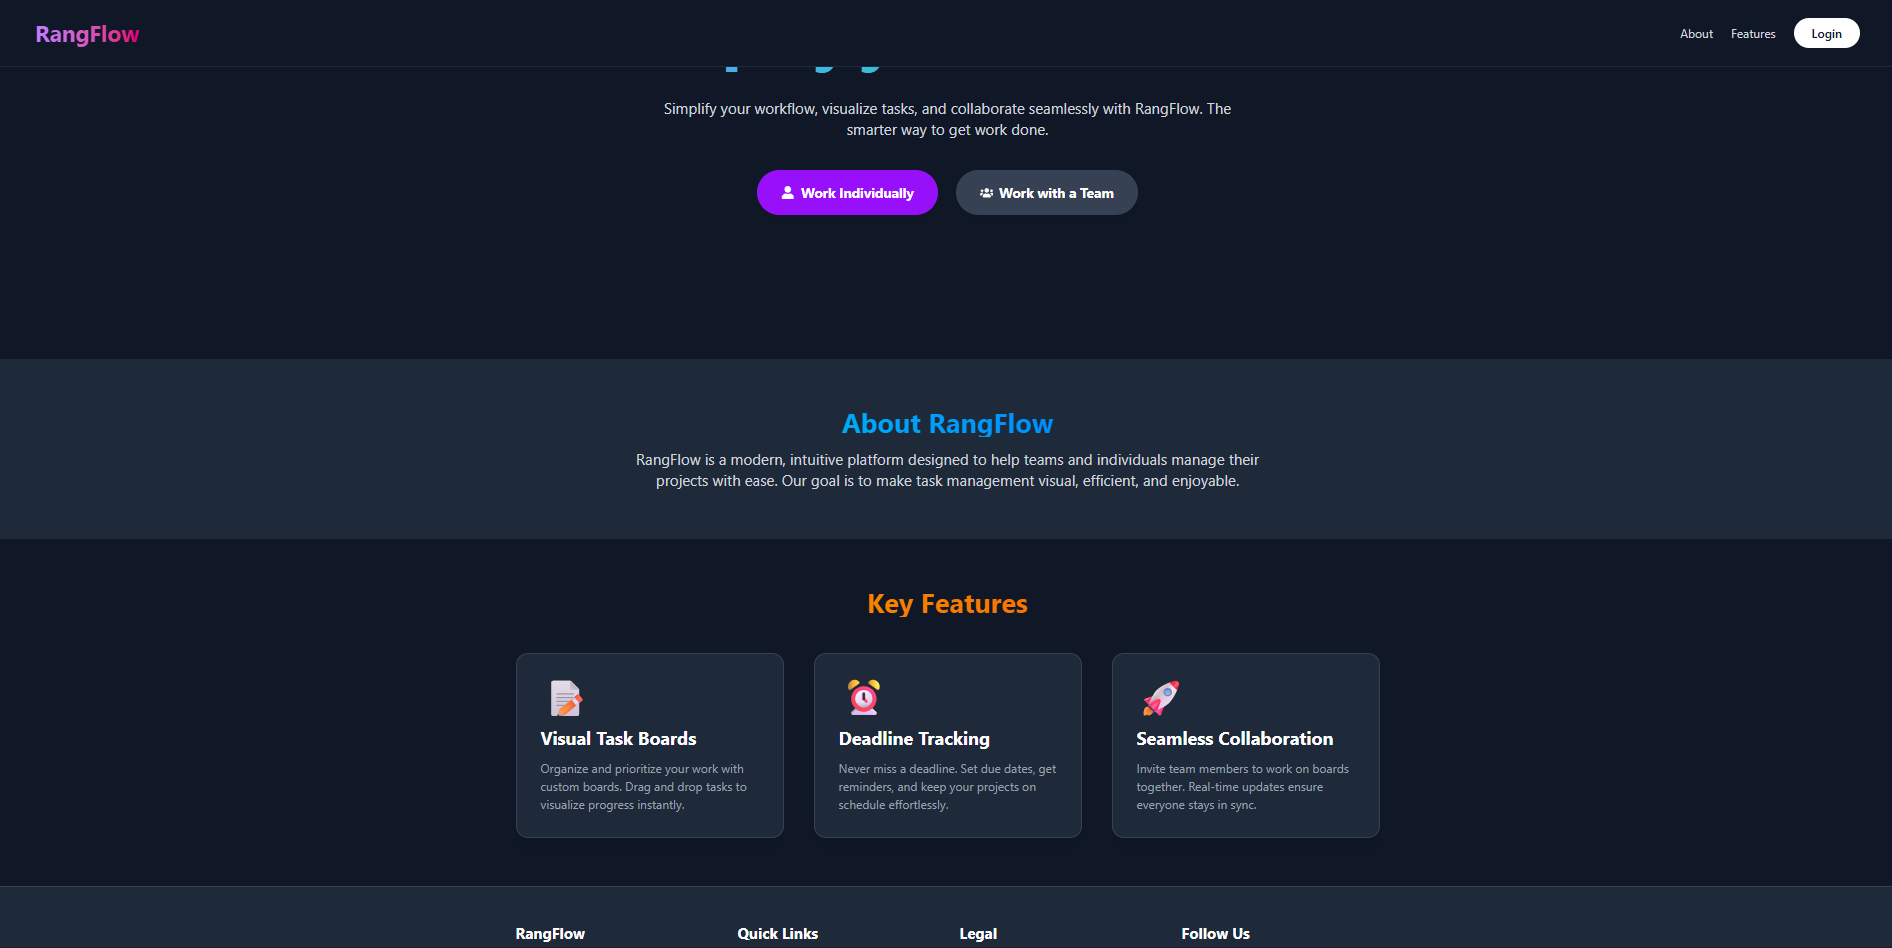 RangFlow
About
Features
Login
Simplify your workflow, visualize tasks, and collaborate seamlessly with RangFlow. The
smarter way to get work done.
Work Individually
Work with a Team
About RangFlow
RangFlow is a modern, intuitive platform designed to help teams and individuals manage their
projects with ease. Our goal is to make task management visual, efficient, and enjoyable.
Key Features
Visual Task Boards
Organize and prioritize your work with
custom boards. Drag and drop tasks to
visualize progress instantly.
Deadline Tracking
Never miss a deadline. Set due dates, get
reminders, and keep your projects on
schedule effortlessly.
Seamless Collaboration
Invite team members to work on boards
together. Real-time updates ensure
everyone stays in sync.
RangFlow
Quick Links
Legal
Follow Us